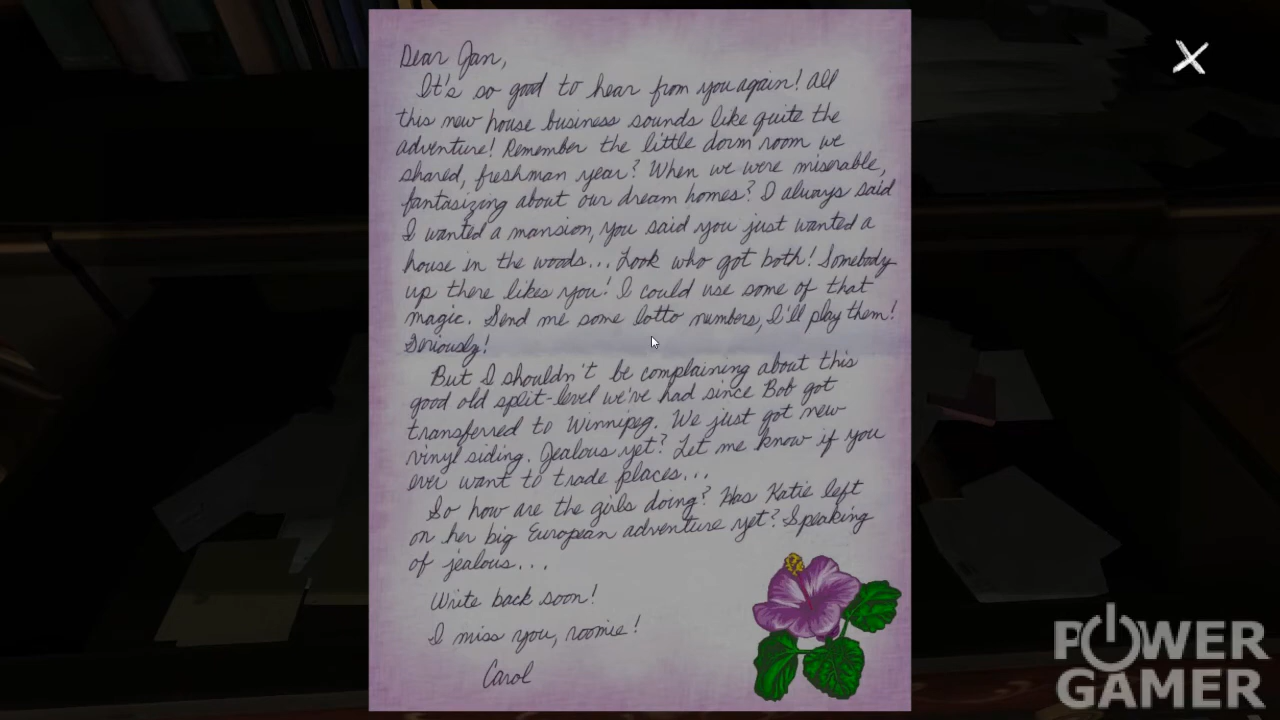 Dear Jan,
It's so good to hear from you again! All
this new house business sounds like quite the
adventure! Remember the little dorm room we
shared, freshman year? When we were miserable,
fantasizing about our dream homes? I always said
I wanted a mansion, you said you just wanted a
house in the woods... Look who got both! Somebody
up there likes you! I could use some of that
magic. Send me some lotto numbers, I'll play them!
Seriously!
But I shouldn't be complaining about this
good old split-level we've had since Bob got
transferred to Winnipeg. We just got new
vinyl siding. Jealous yet? Let me know if you
ever want to trade places...
So how are the girls doing? Has Katie left
on her big European adventure yet? Speaking
of jealous...
Write back soon!
I miss you, roomie!
Carol
POWER
GAMER